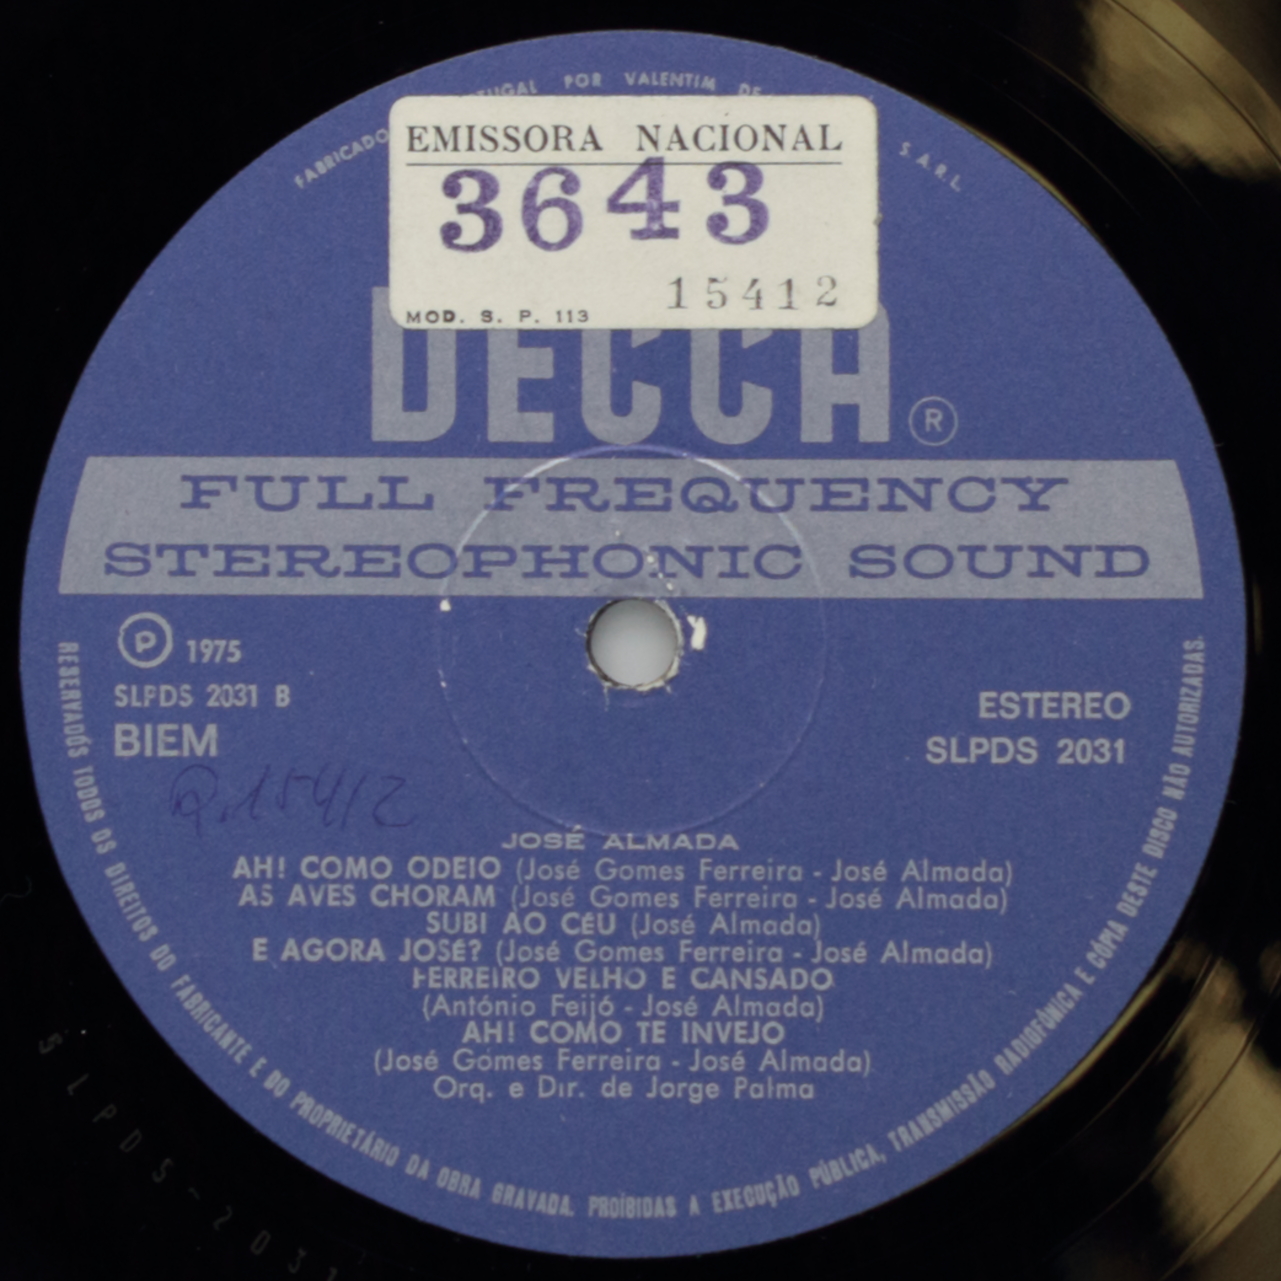 FABRICADO TUGAL POR VALENTIM S.A.R.L.
EMISSORA NACIONAL
3643
15412
MOD. S. P. 113
DECCA ®
FULL FREQUENCY
STEREOPHONIC SOUND
℗ 1975
SLPDS 2031 B
BIEM
ESTEREO
SLPDS 2031
Q.15412
JOSÉ ALMADA
AH! COMO ODEIO (José Gomes Ferreira - José Almada)
AS AVES CHORAM (José Gomes Ferreira - José Almada)
SUBI AO CÉU (José Almada)
E AGORA JOSÉ? (José Gomes Ferreira - José Almada)
FERREIRO VELHO E CANSADO
(António Feijó - José Almada)
AH! COMO TE INVEJO
(José Gomes Ferreira - José Almada)
Orq. e Dir. de Jorge Palma
RESERVADOS TODOS OS DIREITOS DO FABRICANTE E DO PROPRIETÁRIO DA OBRA GRAVADA. PROÍBIDAS A EXECUÇÃO PÚBLICA, TRANSMISSÃO RADIOFÓNICA E CÓPIA DESTE DISCO NÃO AUTORIZADAS.
SLPDS-2031